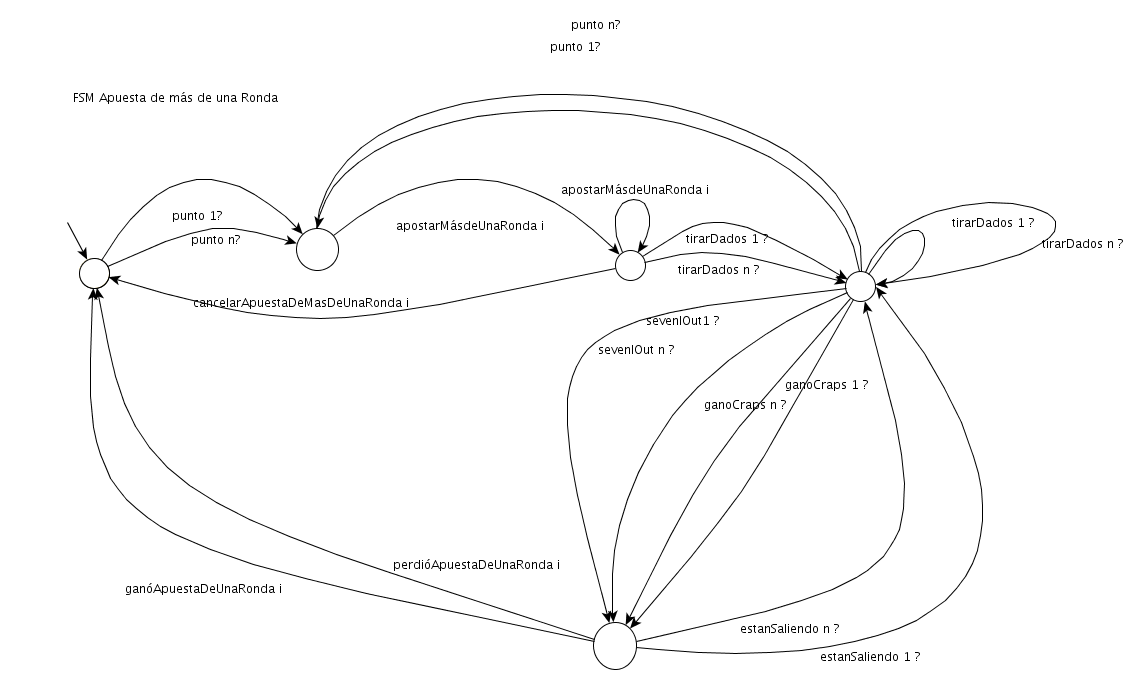 punto n?
punto 1?
FSM Apuesta de más de una Ronda
apostarMásdeUnaRonda i
punto 1?
tirarDados 1 ?
apostarMásdeUnaRonda i
punto n?
tirarDados 1 ?
tirarDados n ?
tirarDados n ?
cancelarApuestaDeMasDeUnaRonda i
sevenIOut1 ?
sevenIOut n ?
ganoCraps 1 ?
ganoCraps n ?
perdióApuestaDeUnaRonda i
ganóApuestaDeUnaRonda i
estanSaliendo n ?
estanSaliendo 1 ?